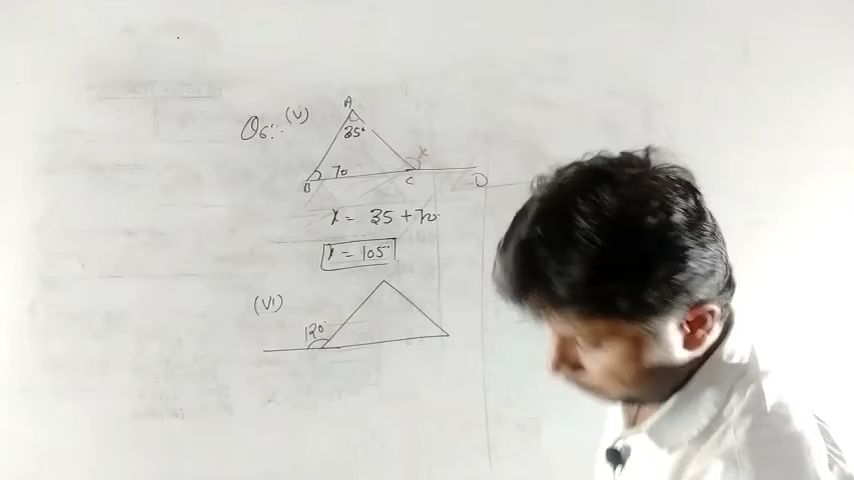 Q6:- (V)
A
35°
x
70
B
C
D
x = 35 + 70
x = 105°
(VI)
120°